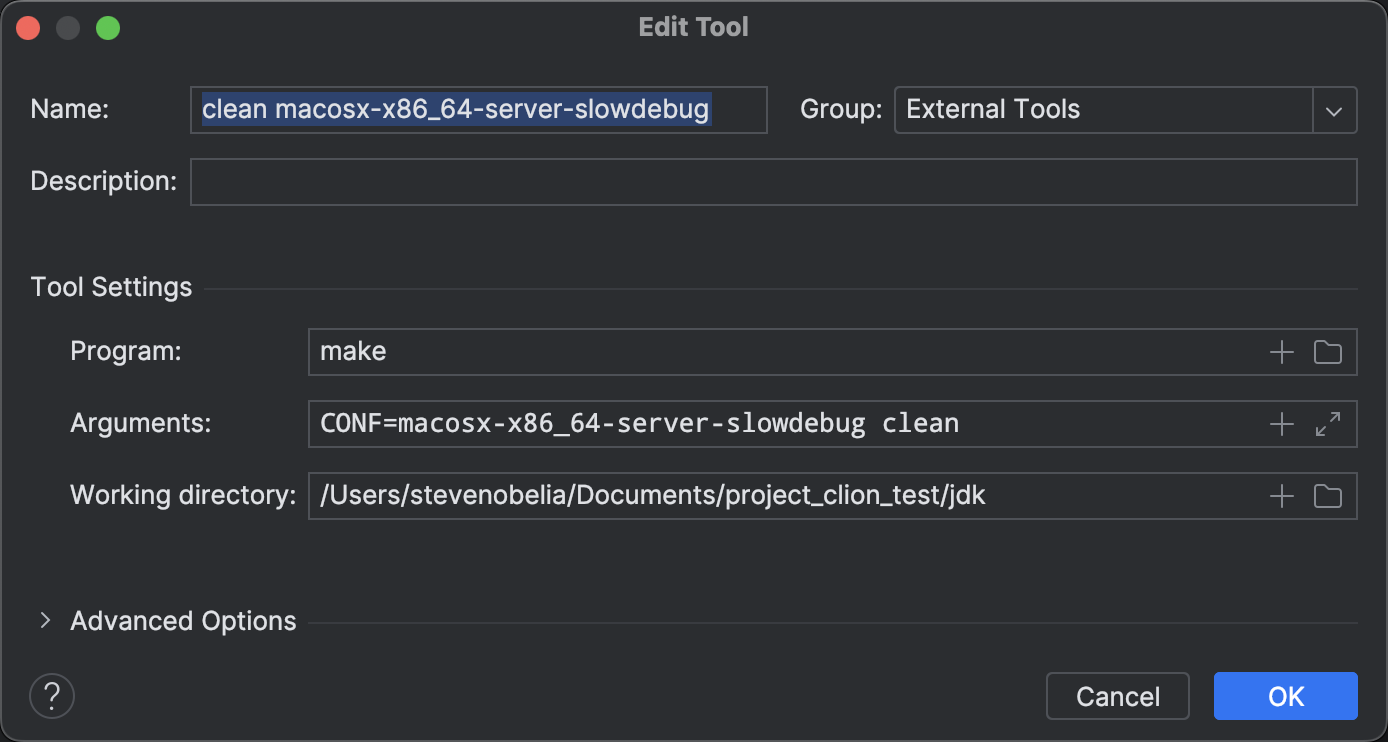 Edit Tool
Name: clean macosx-x86_64-server-slowdebug Group: External Tools
Description:
Tool Settings
Program: make
Arguments: CONF=macosx-x86_64-server-slowdebug clean
Working directory: /Users/stevenobelia/Documents/project_clion_test/jdk
Advanced Options
? Cancel OK